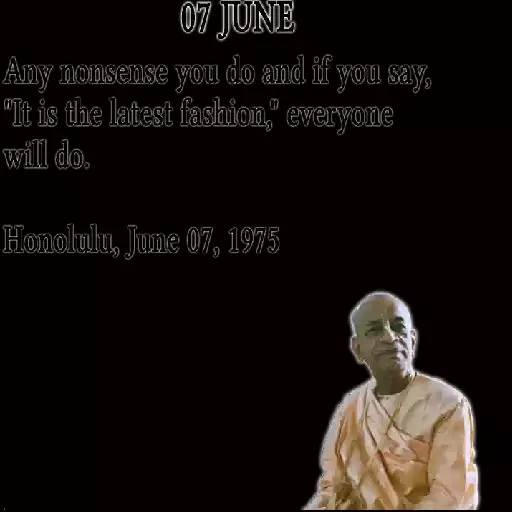 07 JUNE
Any nonsense you do and if you say,
"It is the latest fashion," everyone
will do.
Honolulu, June 07, 1975